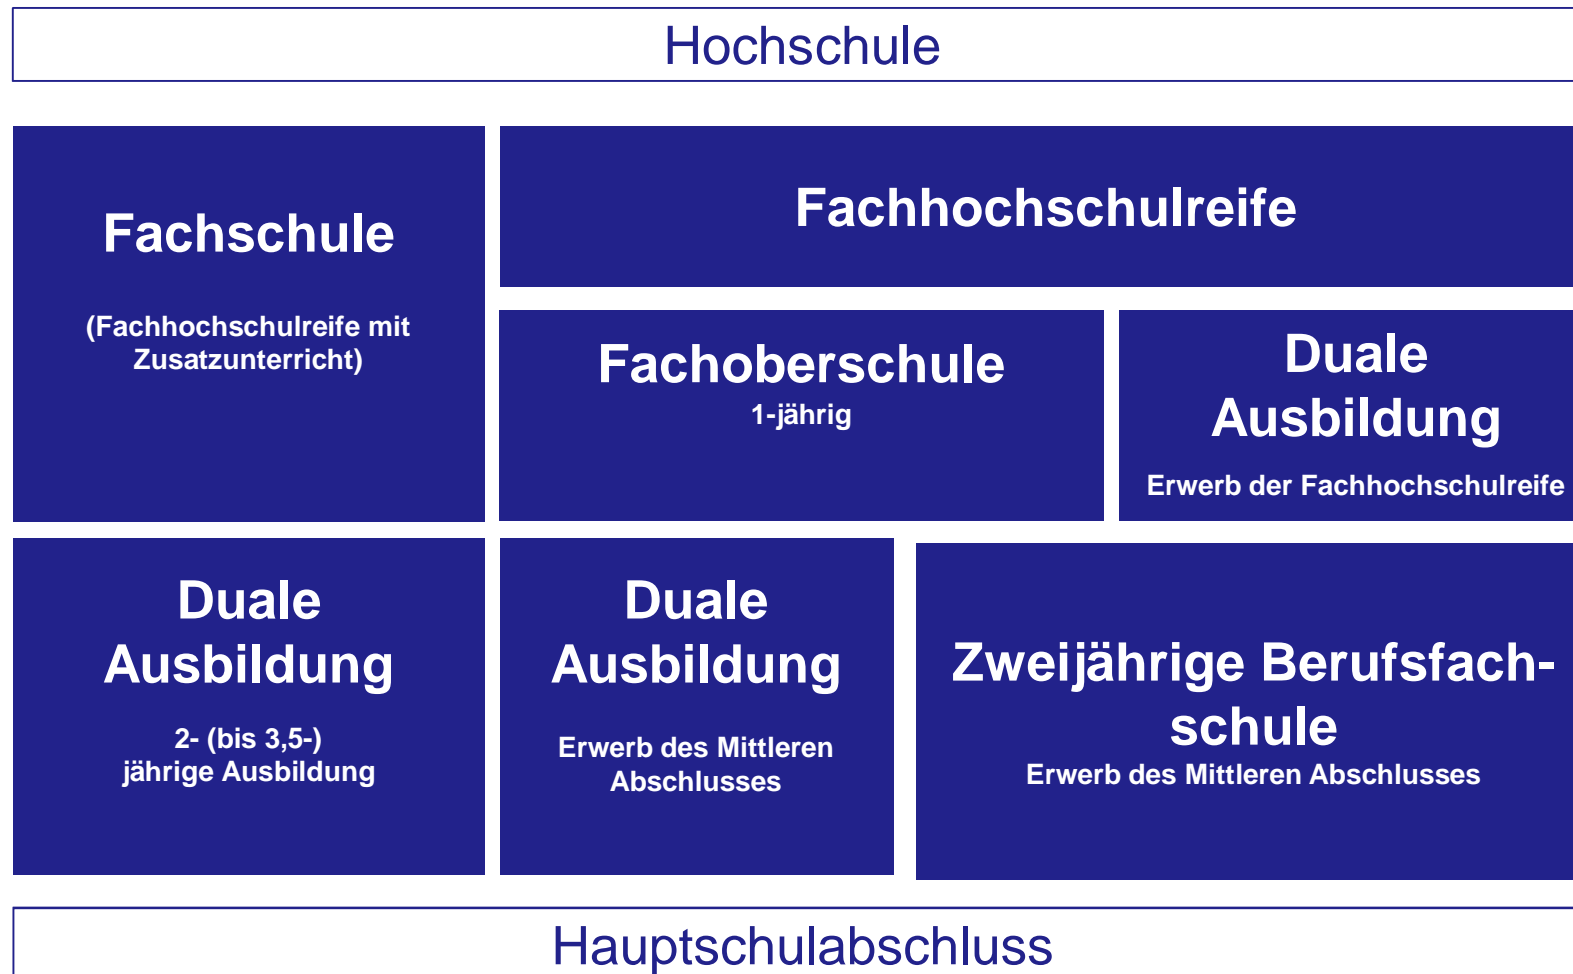 Hochschule
Fachschule
(Fachhochschulreife mit
Zusatzunterricht)
Fachhochschulreife
Fachoberschule
1-jährig
Duale
Ausbildung
Erwerb der Fachhochschulreife
Duale
Ausbildung
2- (bis 3,5-)
jährige Ausbildung
Duale
Ausbildung
Erwerb des Mittleren
Abschlusses
Zweijährige Berufsfach-
schule
Erwerb des Mittleren Abschlusses
Hauptschulabschluss